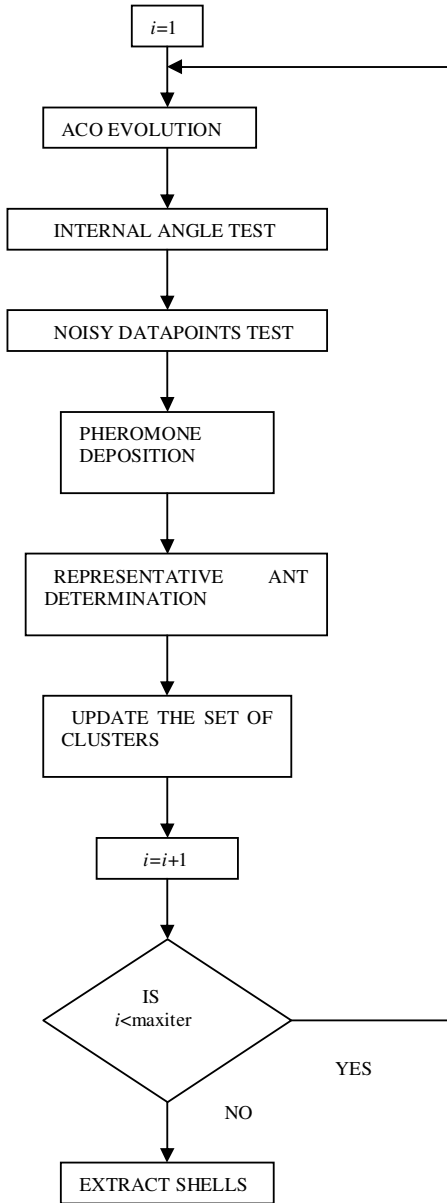 i=1
ACO EVOLUTION
INTERNAL ANGLE TEST
NOISY DATAPOINTS TEST
PHEROMONE
DEPOSITION
REPRESENTATIVE ANT
DETERMINATION
UPDATE THE SET OF
CLUSTERS
i=i+1
IS
i<maxiter
YES
NO
EXTRACT SHELLS